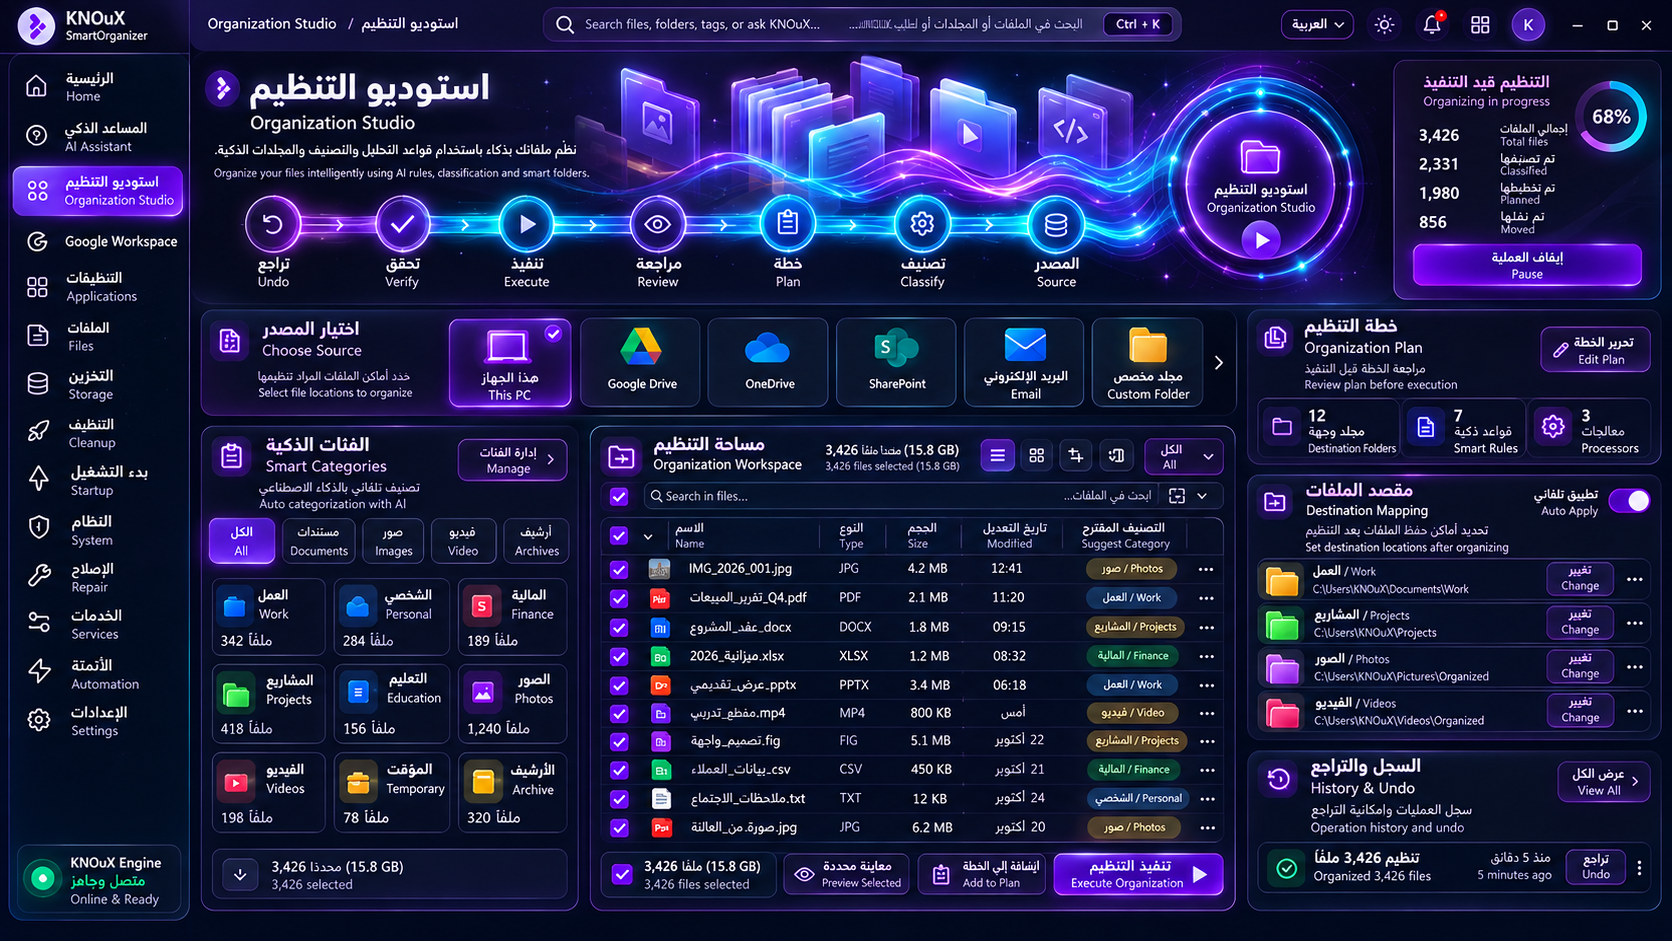 KNOuX
SmartOrganizer
Organization Studio / استوديو التنظيم
Search files, folders, tags, or ask KNOuX...
البحث في الملفات أو المجلدات أو
Ctrl + K
العربية
K
الرئيسية
Home
المساعد الذكي
AI Assistant
استوديو التنظيم
Organization Studio
Google Workspace
التنظيفات
Applications
الملفات
Files
التخزين
Storage
التنظيف
Cleanup
بدء التشغيل
Startup
النظام
System
الإصلاح
Repair
الخدمات
Services
الأتمتة
Automation
الإعدادات
Settings
KNOuX Engine
متصل وجاهز
Online & Ready
استوديو التنظيم
Organization Studio
نظّم ملفاتك بذكاء باستخدام قواعد التحليل والتصنيف والمجلدات الذكية.
Organize your files intelligently using AI rules, classification and smart folders.
تراجع
Undo
تحقق
Verify
تنفيذ
Execute
مراجعة
Review
خطة
Plan
تصنيف
Classify
المصدر
Source
استوديو التنظيم
Organization Studio
التنظيم قيد التنفيذ
Organizing in progress
68%
3,426 إجمالي الملفات
Total files
2,331 تم تصنيفها
Classified
1,980 تم تخطيطها
Planned
856 تم نقلها
Moved
إيقاف العملية
Pause
اختيار المصدر
Choose Source
حدد أماكن الملفات المراد تنظيمها
Select file locations to organize
هذا الجهاز
This PC
Google Drive
OneDrive
SharePoint
البريد الإلكتروني
Email
مجلد مخصص
Custom Folder
خطة التنظيم
Organization Plan
مراجعة الخطة قبل التنفيذ
Review plan before execution
تحرير الخطة
Edit Plan
12
مجلد وجهة
Destination Folders
7
قواعد ذكية
Smart Rules
3
معالجات
Processors
الفئات الذكية
Smart Categories
تصنيف تلقائي بالذكاء الاصطناعي
Auto categorization with AI
إدارة الفئات
Manage
الكل
All
مستندات
Documents
صور
Images
فيديو
Video
أرشيف
Archives
العمل
Work
342 ملفاً
الشخصي
Personal
284 ملفاً
المالية
Finance
189 ملفاً
المشاريع
Projects
418 ملفاً
التعليم
Education
156 ملفاً
الصور
Photos
1,240 ملفاً
الفيديو
Videos
198 ملفاً
المؤقت
Temporary
78 ملفاً
الأرشيف
Archive
320 ملفاً
3,426 محددًا (15.8 GB)
3,426 selected
مساحة التنظيم
Organization Workspace
3,426 (15.8 GB)
3,426 files selected (15.8 GB)
الكل
All
Search in files...
ابحث في الملفات...
الاسم النوع الحجم تاريخ التعديل التصنيف المقترح
Name Type Size Modified Suggest Category
IMG_2026_001.jpg JPG 4.2 MB 12:41 صور / Photos
تقرير_المبيعات_Q4.pdf PDF 2.1 MB 11:20 العمل / Work
عقد_المشروع.docx DOCX 1.8 MB 09:15 المشاريع / Projects
ميزانية_2026.xlsx XLSX 1.2 MB 08:32 المالية / Finance
عرض_تقديمي.pptx PPTX 3.4 MB 06:18 العمل / Work
مقطع_تدريبي.mp4 MP4 800 KB أمس فيديو / Video
تصميم_واجهة.fig FIG 5.1 MB 22 أكتوبر المشاريع / Projects
بيانات_العملاء.csv CSV 450 KB 21 أكتوبر المالية / Finance
ملاحظات_الاجتماع.txt TXT 12 KB 24 أكتوبر الشخصي / Personal
صورة_من_العائلة.jpg JPG 6.2 MB 20 أكتوبر صور / Photos
3,426 ملفًا (15.8 GB)
3,426 files selected
معاينة محددة
Preview Selected
إضافة إلى الخطة
Add to Plan
تنفيذ التنظيم
Execute Organization
مقصد الملفات
Destination Mapping
تحديد أماكن حفظ الملفات بعد التنظيم
Set destination locations after organizing
تطبيق تلقائي
Auto Apply
العمل / Work
C:\Users\KNOuX\Documents\Work
تغيير
Change
المشاريع / Projects
C:\Users\KNOuX\Projects
تغيير
Change
الصور / Photos
C:\Users\KNOuX\Pictures\Organized
تغيير
Change
الفيديو / Videos
C:\Users\KNOuX\Videos\Organized
تغيير
Change
السجل والتراجع
History & Undo
سجل العمليات وإمكانية التراجع
Operation history and undo
عرض الكل
View All
تنظيم 3,426 ملفاً
Organized 3,426 files
منذ 5 دقائق
5 minutes ago
تراجع
Undo